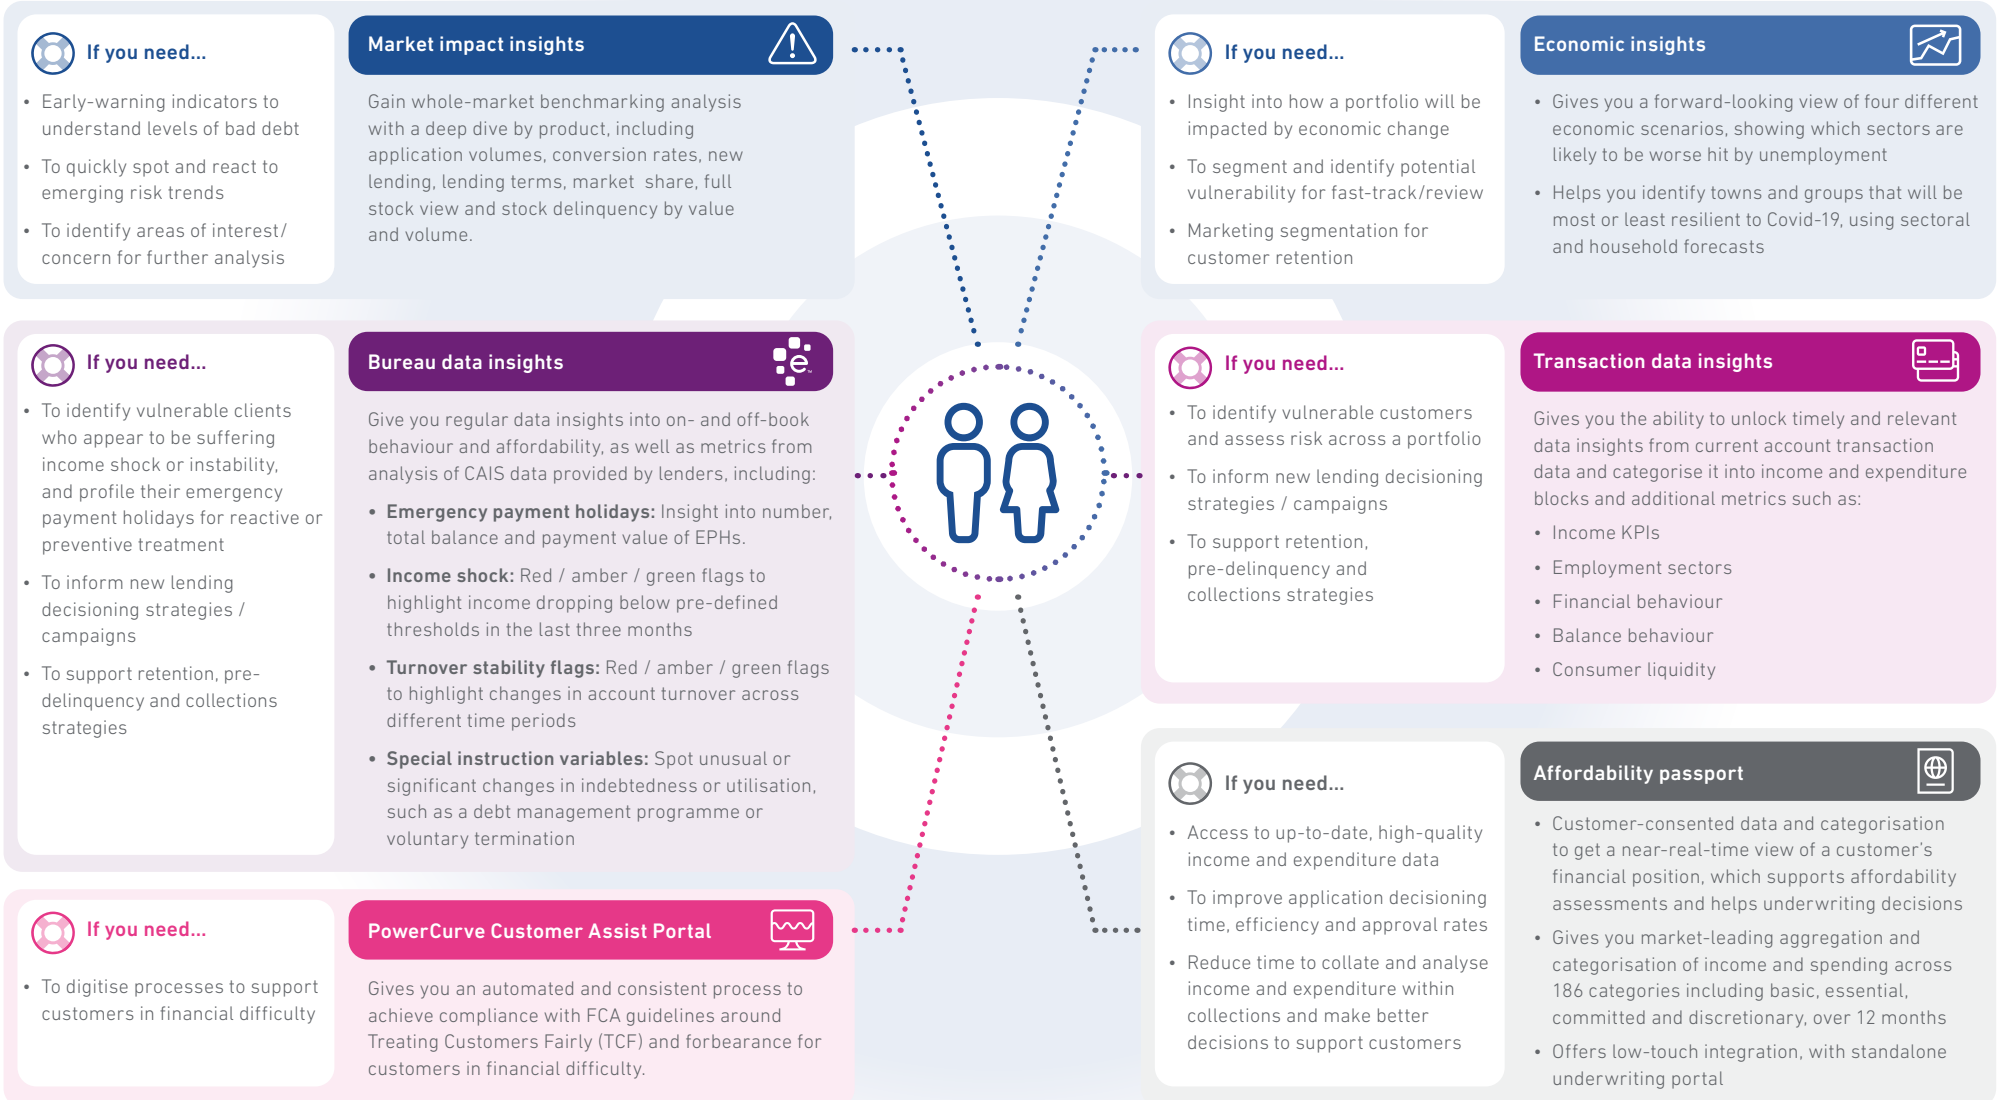 If you need...
• Early-warning indicators to
understand levels of bad debt
• To quickly spot and react to
emerging risk trends
• To identify areas of interest/
concern for further analysis
Market impact insights
Gain whole-market benchmarking analysis
with a deep dive by product, including
application volumes, conversion rates, new
lending, lending terms, market share, full
stock view and stock delinquency by value
and volume.
If you need...
• Insight into how a portfolio will be
impacted by economic change
• To segment and identify potential
vulnerability for fast-track/review
• Marketing segmentation for
customer retention
Economic insights
• Gives you a forward-looking view of four different
economic scenarios, showing which sectors are
likely to be worse hit by unemployment
• Helps you identify towns and groups that will be
most or least resilient to Covid-19, using sectoral
and household forecasts
If you need...
• To identify vulnerable clients
who appear to be suffering
income shock or instability,
and profile their emergency
payment holidays for reactive or
preventive treatment
• To inform new lending
decisioning strategies /
campaigns
• To support retention, pre-
delinquency and collections
strategies
Bureau data insights
e
Give you regular data insights into on- and off-book
behaviour and affordability, as well as metrics from
analysis of CAIS data provided by lenders, including:
• Emergency payment holidays: Insight into number,
total balance and payment value of EPHs.
• Income shock: Red / amber / green flags to
highlight income dropping below pre-defined
thresholds in the last three months
• Turnover stability flags: Red / amber / green flags
to highlight changes in account turnover across
different time periods
• Special instruction variables: Spot unusual or
significant changes in indebtedness or utilisation,
such as a debt management programme or
voluntary termination
If you need...
• To identify vulnerable customers
and assess risk across a portfolio
• To inform new lending decisioning
strategies / campaigns
• To support retention,
pre-delinquency and
collections strategies
Transaction data insights
Gives you the ability to unlock timely and relevant
data insights from current account transaction
data and categorise it into income and expenditure
blocks and additional metrics such as:
• Income KPIs
• Employment sectors
• Financial behaviour
• Balance behaviour
• Consumer liquidity
If you need...
• To digitise processes to support
customers in financial difficulty
PowerCurve Customer Assist Portal
Gives you an automated and consistent process to
achieve compliance with FCA guidelines around
Treating Customers Fairly (TCF) and forbearance for
customers in financial difficulty.
If you need...
• Access to up-to-date, high-quality
income and expenditure data
• To improve application decisioning
time, efficiency and approval rates
• Reduce time to collate and analyse
income and expenditure within
collections and make better
decisions to support customers
Affordability passport
• Customer-consented data and categorisation
to get a near-real-time view of a customer's
financial position, which supports affordability
assessments and helps underwriting decisions
• Gives you market-leading aggregation and
categorisation of income and spending across
186 categories including basic, essential,
committed and discretionary, over 12 months
• Offers low-touch integration, with standalone
underwriting portal